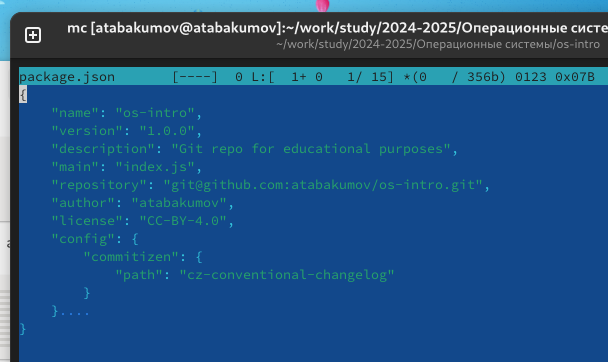 mc [atabakumov@atabakumov]:~/work/study/2024-2025/Операционные систе
~/work/study/2024-2025/Операционные системы/os-intro
package.json       [----]  0 L:[  1+ 0   1/ 15] *(0   / 356b) 0123 0x07B
{
    "name": "os-intro",
    "version": "1.0.0",
    "description": "Git repo for educational purposes",
    "main": "index.js",
    "repository": "git@github.com:atabakumov/os-intro.git",
    "author": "atabakumov",
    "license": "CC-BY-4.0",
    "config": {
        "commitizen": {
            "path": "cz-conventional-changelog"
        }
    }....
}